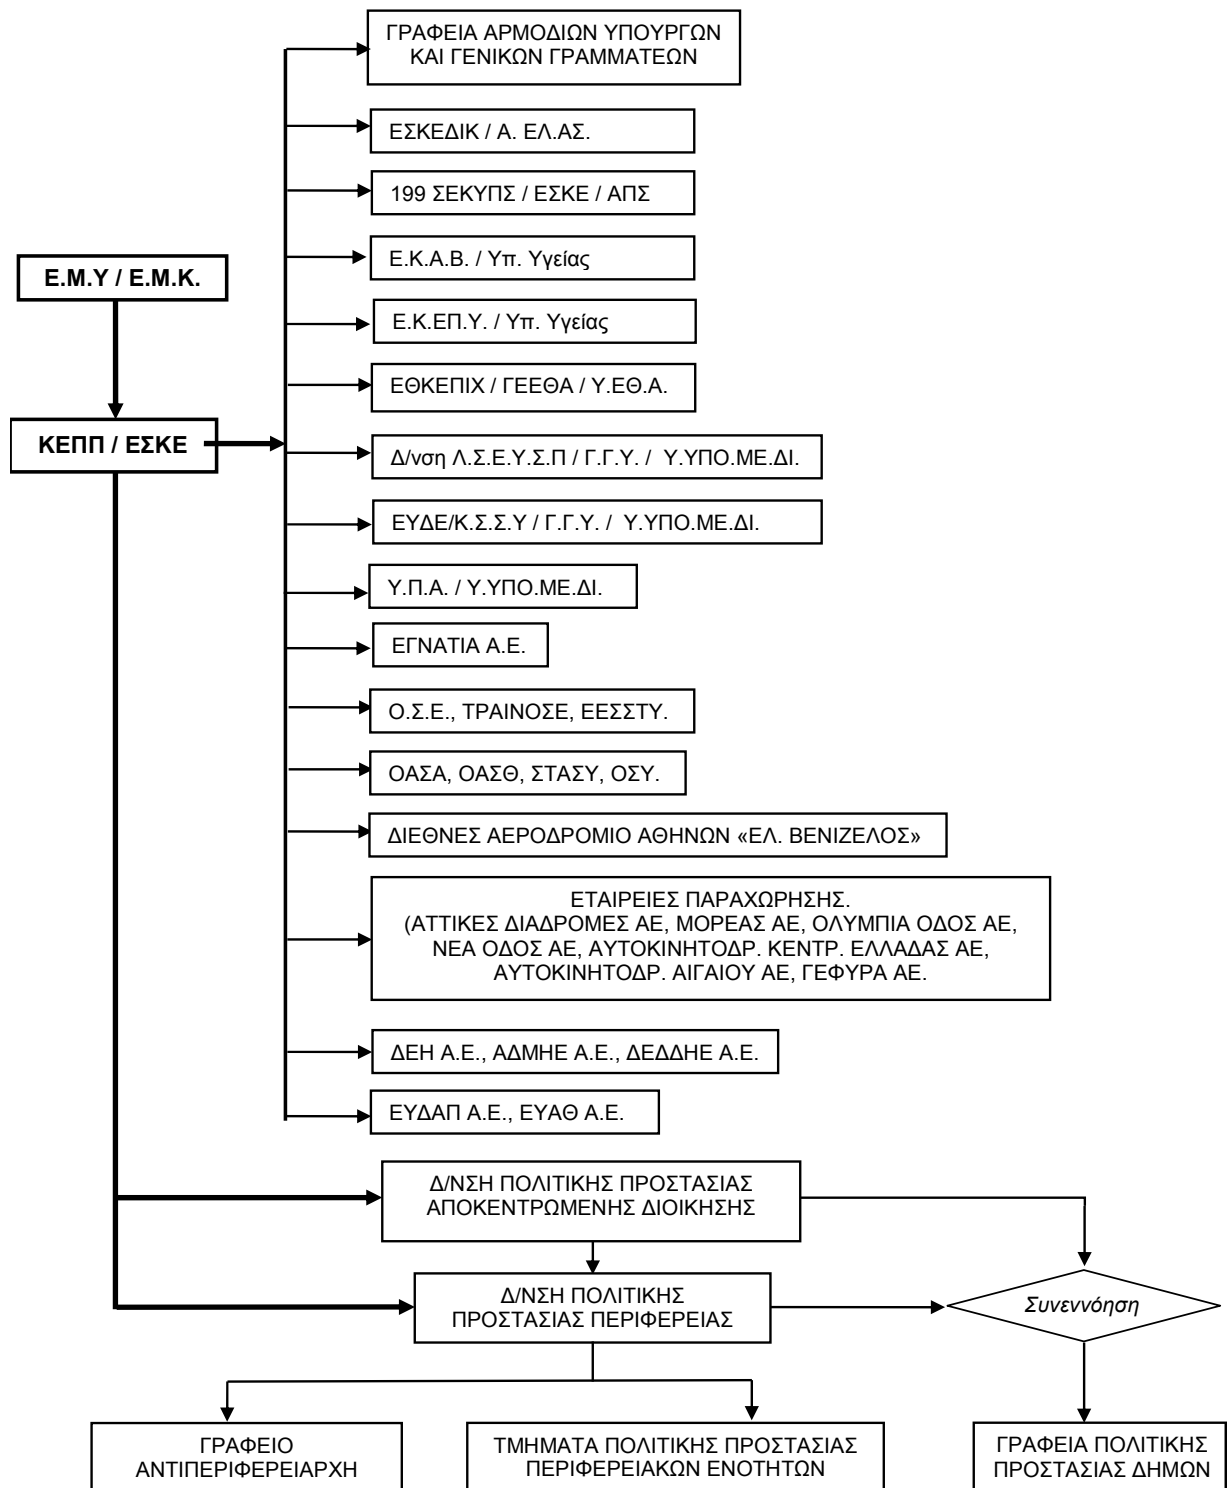 ΓΡΑΦΕΙΑ ΑΡΜΟΔΙΩΝ ΥΠΟΥΡΓΩΝ
ΚΑΙ ΓΕΝΙΚΩΝ ΓΡΑΜΜΑΤΕΩΝ
ΕΣΚΕΔΙΚ / Α. ΕΛ.ΑΣ.
199 ΣΕΚΥΠΣ / ΕΣΚΕ / ΑΠΣ
Ε.Κ.Α.Β. / Υπ. Υγείας
Ε.Μ.Υ / Ε.Μ.Κ.
Ε.Κ.ΕΠ.Υ. / Υπ. Υγείας
ΕΘΚΕΠΙΧ / ΓΕΕΘΑ / Υ.ΕΘ.Α.
ΚΕΠΠ / ΕΣΚΕ
Δ/νση Λ.Σ.Ε.Υ.Σ.Π / Γ.Γ.Υ. / Υ.ΥΠΟ.ΜΕ.ΔΙ.
ΕΥΔΕ/Κ.Σ.Σ.Υ / Γ.Γ.Υ. / Υ.ΥΠΟ.ΜΕ.ΔΙ.
Υ.Π.Α. / Υ.ΥΠΟ.ΜΕ.ΔΙ.
ΕΓΝΑΤΙΑ Α.Ε.
Ο.Σ.Ε., ΤΡΑΙΝΟΣΕ, ΕΕΣΣΤΥ.
ΟΑΣΑ, ΟΑΣΘ, ΣΤΑΣΥ, ΟΣΥ.
ΔΙΕΘΝΕΣ ΑΕΡΟΔΡΟΜΙΟ ΑΘΗΝΩΝ «ΕΛ. ΒΕΝΙΖΕΛΟΣ»
ΕΤΑΙΡΕΙΕΣ ΠΑΡΑΧΩΡΗΣΗΣ.
(ΑΤΤΙΚΕΣ ΔΙΑΔΡΟΜΕΣ ΑΕ, ΜΟΡΕΑΣ ΑΕ, ΟΛΥΜΠΙΑ ΟΔΟΣ ΑΕ,
ΝΕΑ ΟΔΟΣ ΑΕ, ΑΥΤΟΚΙΝΗΤΟΔΡ. ΚΕΝΤΡ. ΕΛΛΑΔΑΣ ΑΕ,
ΑΥΤΟΚΙΝΗΤΟΔΡ. ΑΙΓΑΙΟΥ ΑΕ, ΓΕΦΥΡΑ ΑΕ.
ΔΕΗ Α.Ε., ΑΔΜΗΕ Α.Ε., ΔΕΔΔΗΕ Α.Ε.
ΕΥΔΑΠ Α.Ε., ΕΥΑΘ Α.Ε.
Δ/ΝΣΗ ΠΟΛΙΤΙΚΗΣ ΠΡΟΣΤΑΣΙΑΣ
ΑΠΟΚΕΝΤΡΩΜΕΝΗΣ ΔΙΟΙΚΗΣΗΣ
Δ/ΝΣΗ ΠΟΛΙΤΙΚΗΣ
ΠΡΟΣΤΑΣΙΑΣ ΠΕΡΙΦΕΡΕΙΑΣ
Συνεννόηση
ΓΡΑΦΕΙΟ
ΑΝΤΙΠΕΡΙΦΕΡΕΙΑΡΧΗ
ΤΜΗΜΑΤΑ ΠΟΛΙΤΙΚΗΣ ΠΡΟΣΤΑΣΙΑΣ
ΠΕΡΙΦΕΡΕΙΑΚΩΝ ΕΝΟΤΗΤΩΝ
ΓΡΑΦΕΙΑ ΠΟΛΙΤΙΚΗΣ
ΠΡΟΣΤΑΣΙΑΣ ΔΗΜΩΝ